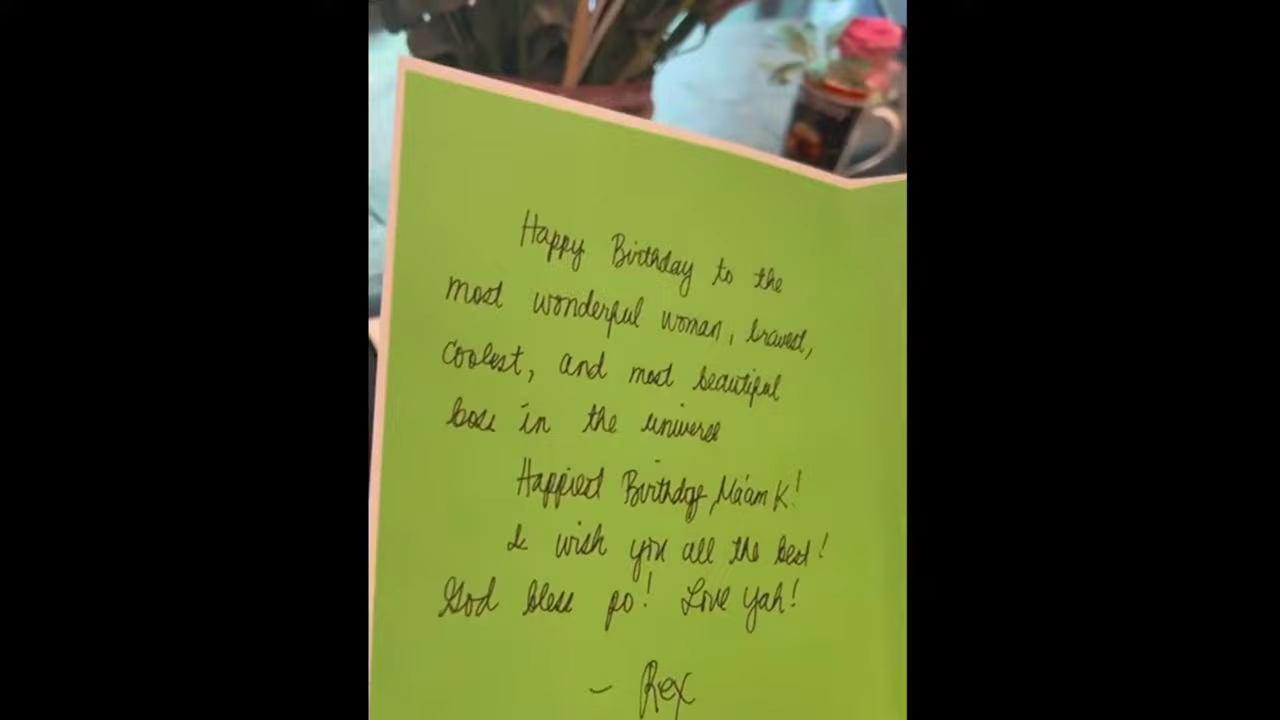 Happy Birthday to the
most wonderful woman, bravest,
coolest, and most beautiful
boss in the universe
Happiest Birthday, Ma'am K!
I wish you all the best!
God bless po! Love yah!
- Rex